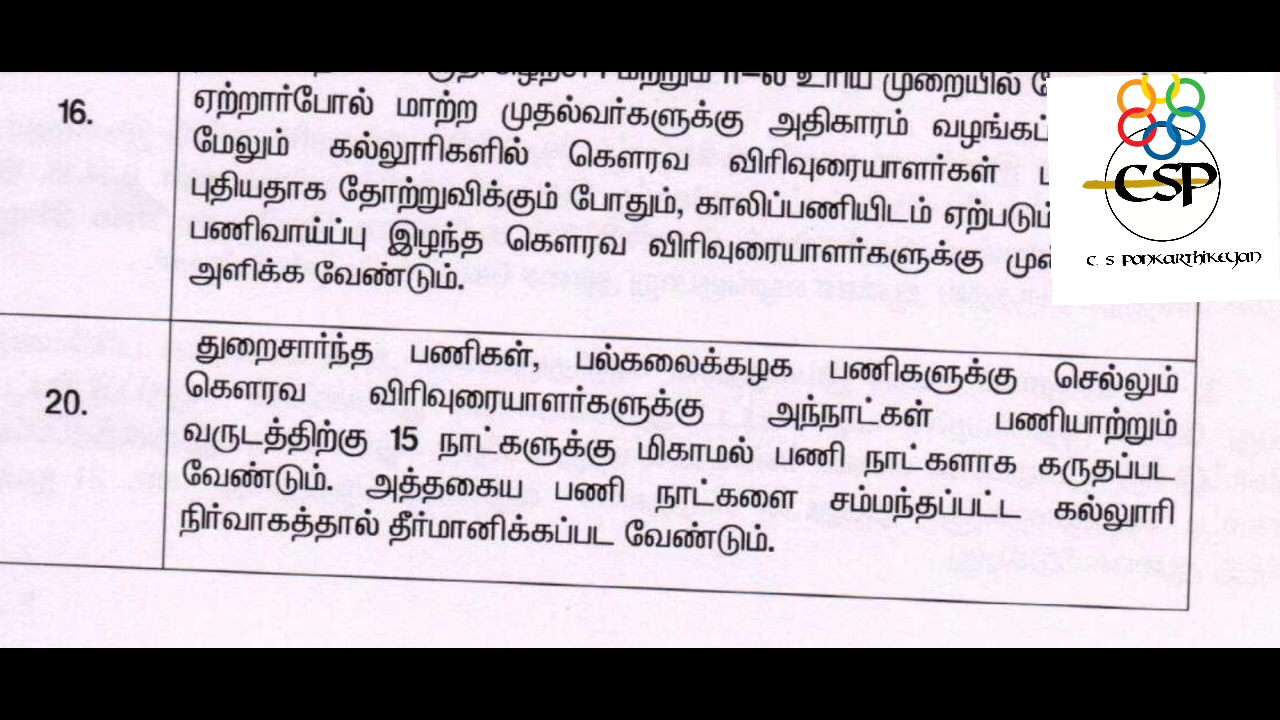 16.
முறையில்
ஏற்றார்போல் மாற்ற முதல்வர்களுக்கு அதிகாரம்
மேலும் கல்லூரிகளில் கௌரவ விரிவுரையாளர்கள்
புதியதாக தோற்றுவிக்கும் போதும், காலிப்பணியிடம் ஏற்படும்
பணிவாய்ப்பு இழந்த கௌரவ விரிவுரையாளர்களுக்கு
அளிக்க வேண்டும்.
20.
துறைசார்ந்த பணிகள், பல்கலைக்கழக பணிகளுக்கு செல்லும்
கௌரவ விரிவுரையாளர்களுக்கு அந்நாட்கள் பணியாற்றும்
வருடத்திற்கு 15 நாட்களுக்கு மிகாமல் பணி நாட்களாக கருதப்பட
வேண்டும். அத்தகைய பணி நாட்களை சம்மந்தப்பட்ட கல்லூரி
நிர்வாகத்தால் தீர்மானிக்கப்பட வேண்டும்.
CSP
C. S PONKARTHIKEYAN